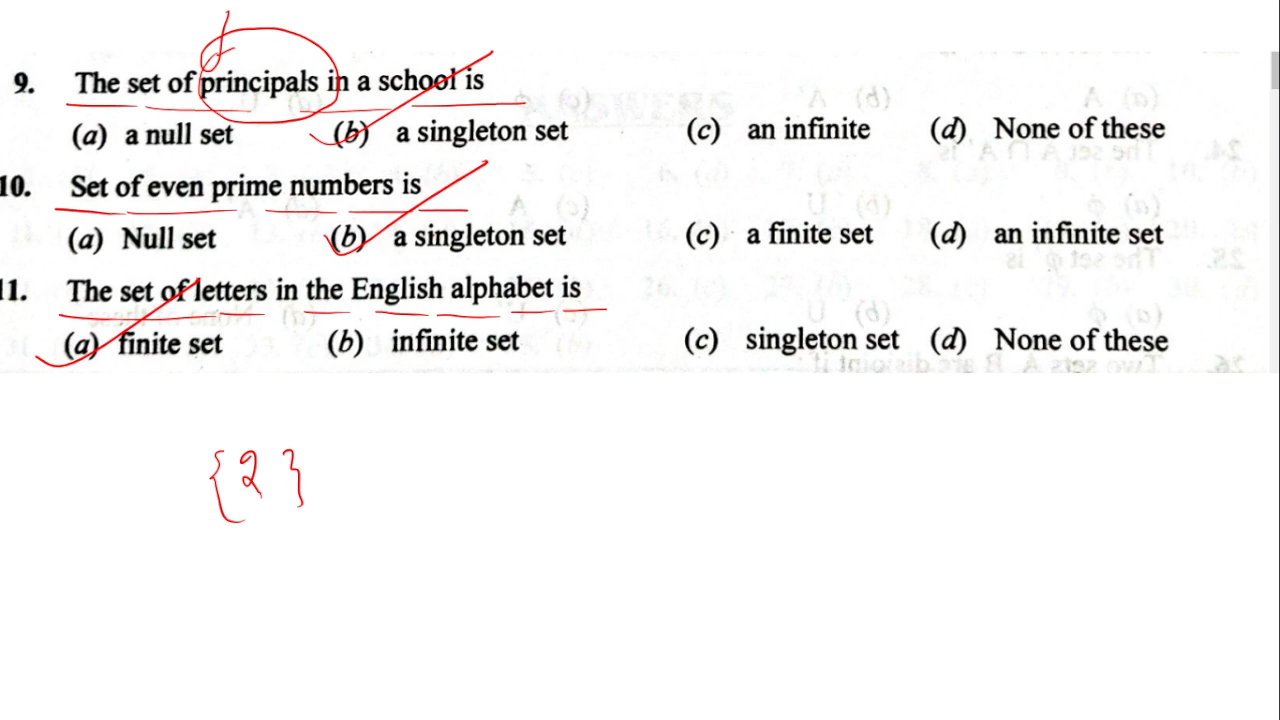 9. The set of principals in a school is
(a) a null set (b) a singleton set (c) an infinite (d) None of these
10. Set of even prime numbers is
(a) Null set (b) a singleton set (c) a finite set (d) an infinite set
11. The set of letters in the English alphabet is
(a) finite set (b) infinite set (c) singleton set (d) None of these
{2}